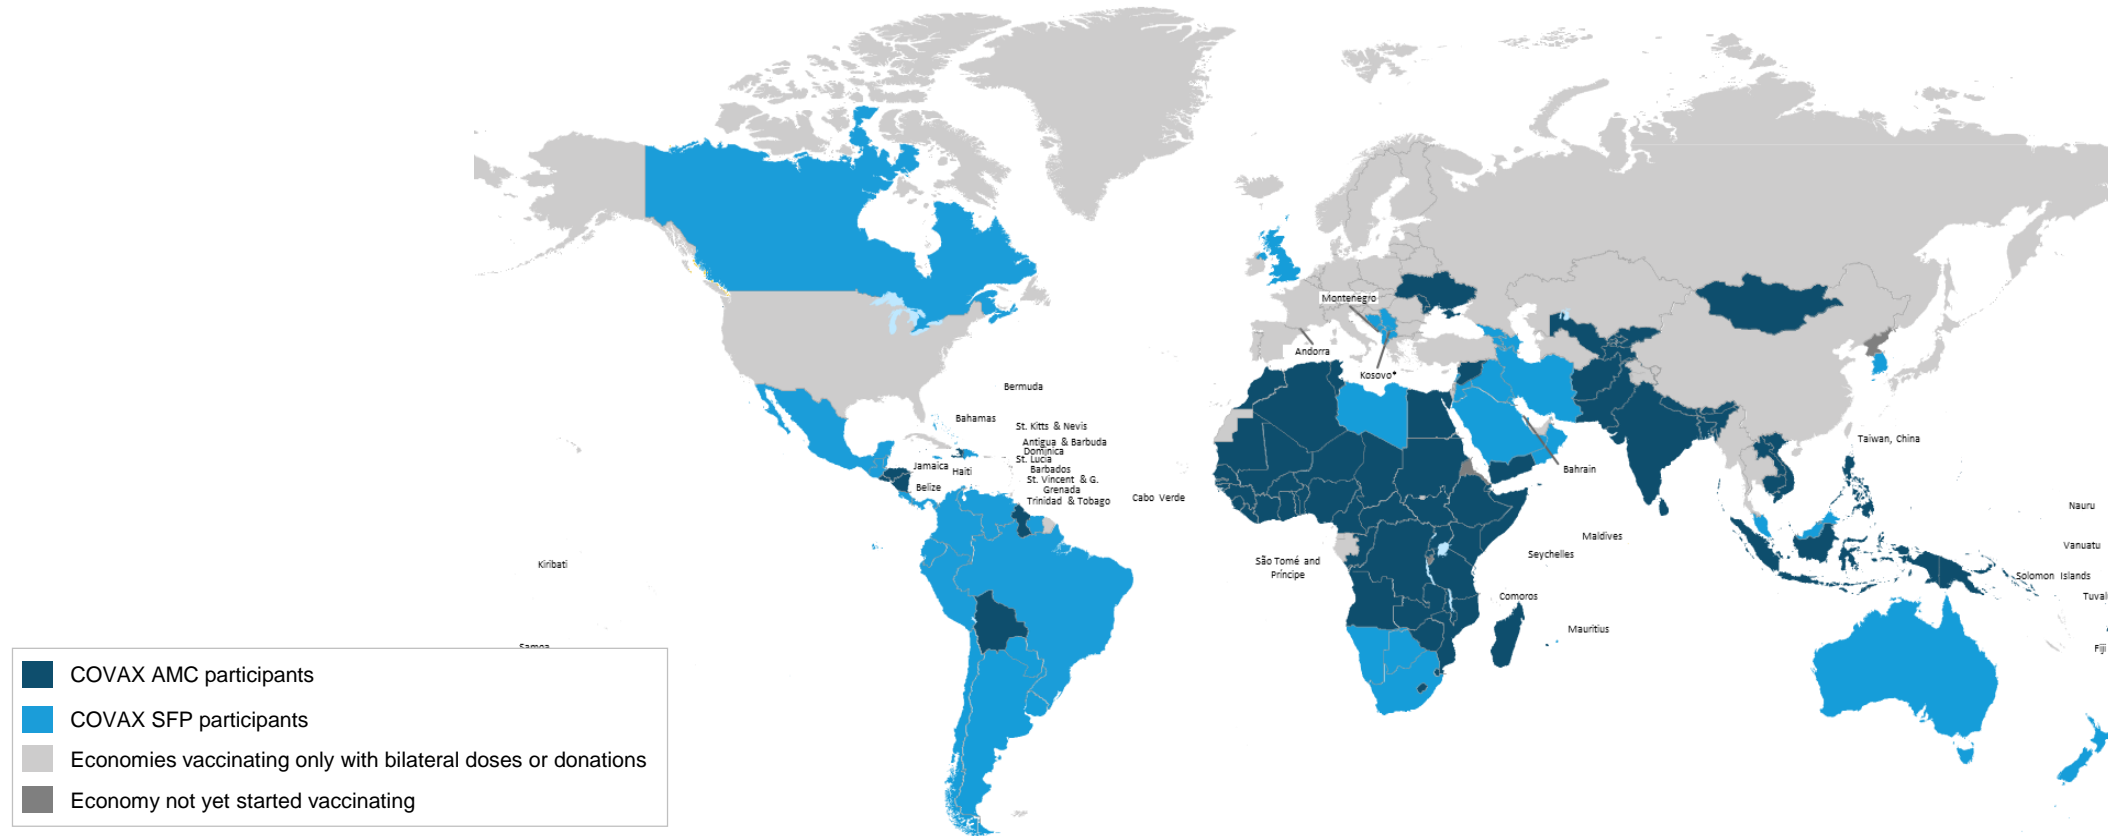 Montenegro
Andorra
Kosovo*
Bermuda
Bahamas
St. Kitts & Nevis
Antigua & Barbuda
Dominica
St. Lucia
Jamaica
Haiti
Barbados
St. Vincent & G.
Belize
Grenada
Trinidad & Tobago
Cabo Verde
Taiwan, China
Bahrain
Nauru
Maldives
Vanuatu
Seychelles
São Tomé and
Príncipe
Kiribati
Solomon Islands
Comoros
Tuval
Mauritius
Samoa
Fiji
COVAX AMC participants
COVAX SFP participants
Economies vaccinating only with bilateral doses or donations
Economy not yet started vaccinating